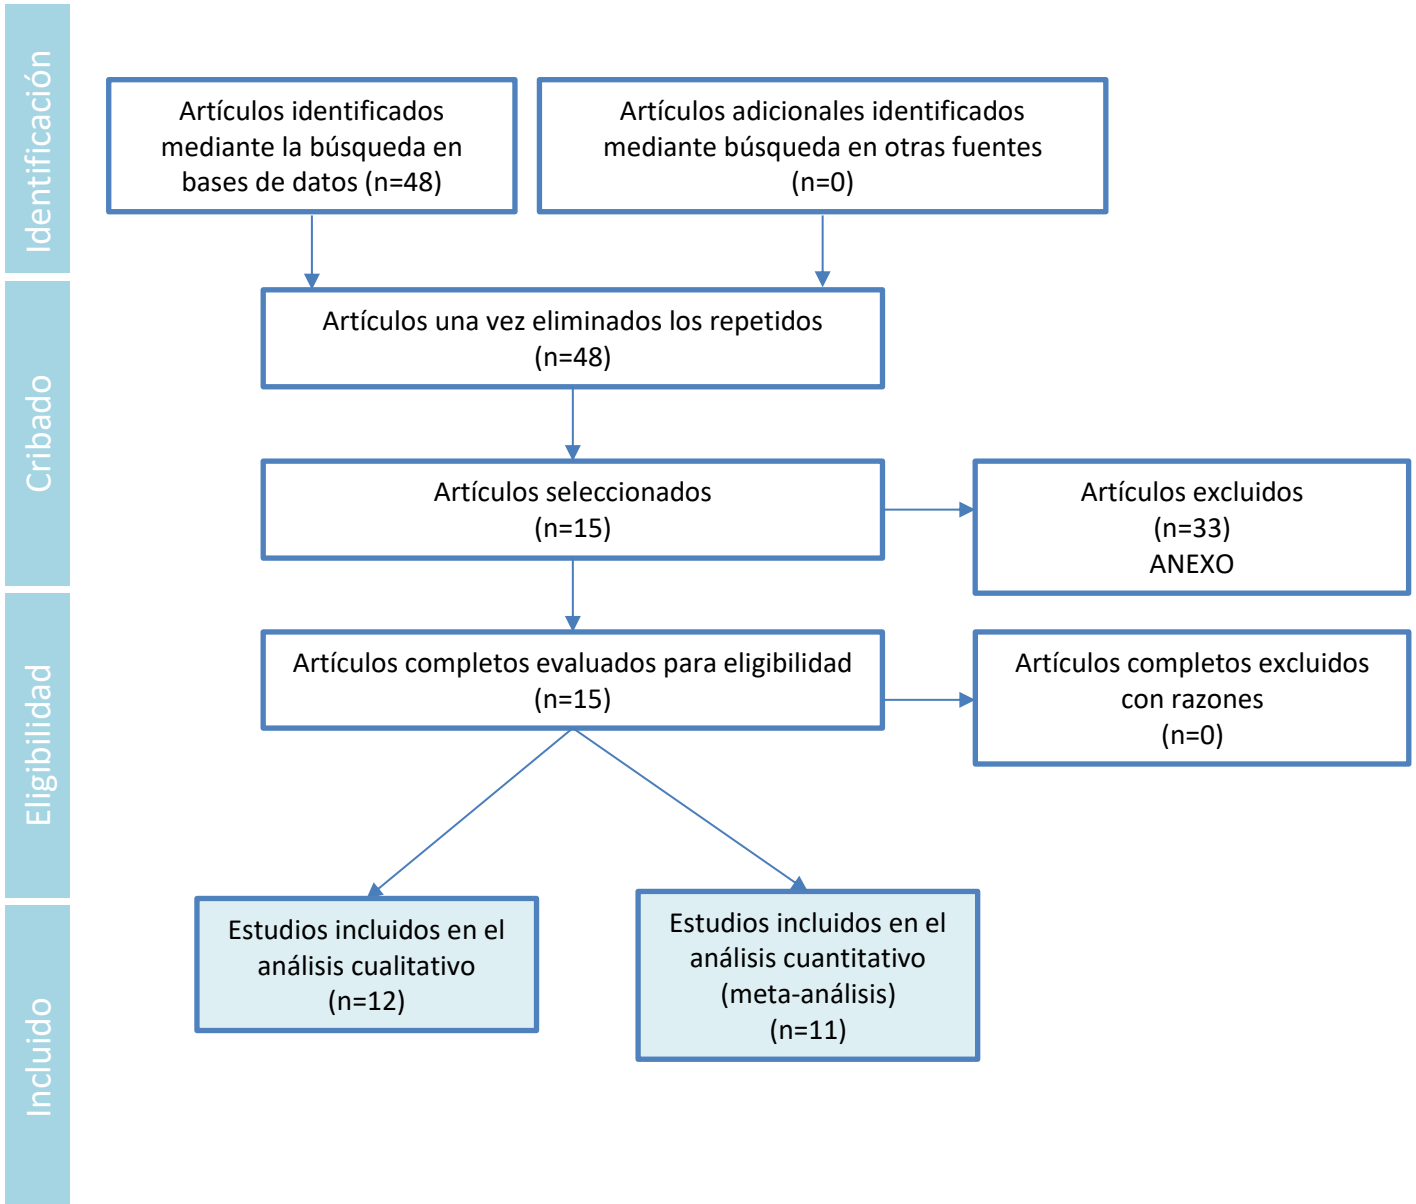 Identificación
Artículos identificados
mediante la búsqueda en
bases de datos (n=48)
Artículos adicionales identificados
mediante búsqueda en otras fuentes
(n=0)
Cribado
Artículos una vez eliminados los repetidos
(n=48)
Artículos seleccionados
(n=15)
Artículos excluidos
(n=33)
ANEXO
Eligibilidad
Artículos completos evaluados para eligibilidad
(n=15)
Artículos completos excluidos
con razones
(n=0)
Incluido
Estudios incluidos en el
análisis cualitativo
(n=12)
Estudios incluidos en el
análisis cuantitativo
(meta-análisis)
(n=11)